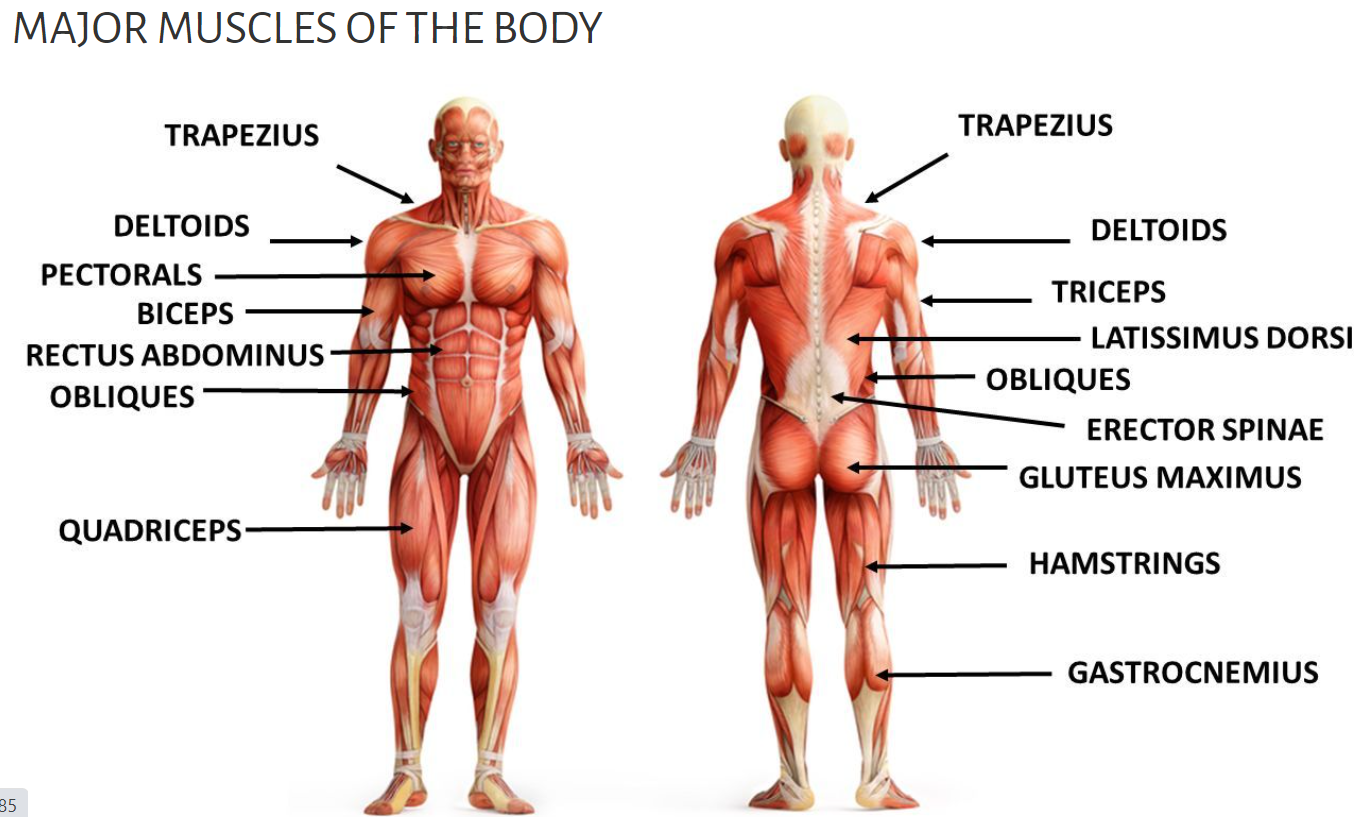 MAJOR MUSCLES OF THE BODY
TRAPEZIUS
DELTOIDS
PECTORALS
BICEPS
RECTUS ABDOMINUS
OBLIQUES
QUADRICEPS
TRAPEZIUS
DELTOIDS
TRICEPS
LATISSIMUS DORSI
OBLIQUES
ERECTOR SPINAE
GLUTEUS MAXIMUS
HAMSTRINGS
GASTROCNEMIUS
85